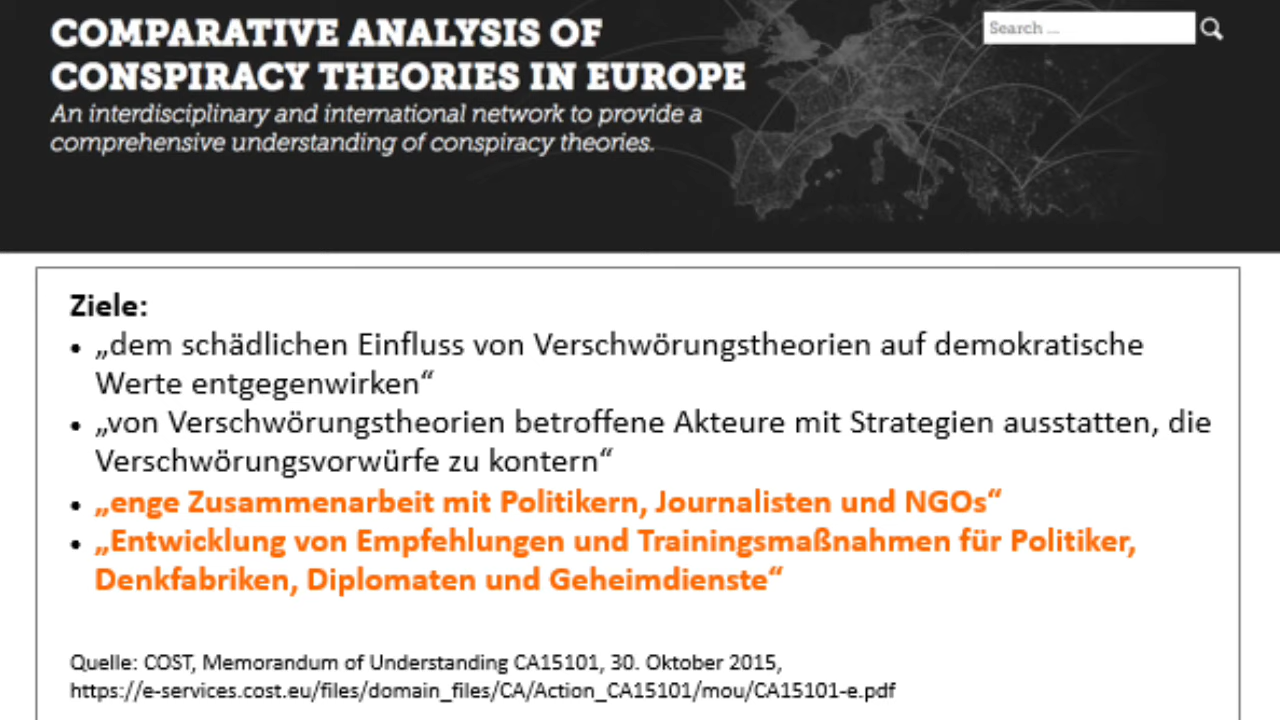 COMPARATIVE ANALYSIS OF
CONSPIRACY THEORIES IN EUROPE
An interdisciplinary and international network to provide a
comprehensive understanding of conspiracy theories.
Search ...
Ziele:
• „dem schädlichen Einfluss von Verschwörungstheorien auf demokratische
Werte entgegenwirken“
• „von Verschwörungstheorien betroffene Akteure mit Strategien ausstatten, die
Verschwörungsvorwürfe zu kontern“
• „enge Zusammenarbeit mit Politikern, Journalisten und NGOs“
• „Entwicklung von Empfehlungen und Trainingsmaßnahmen für Politiker,
Denkfabriken, Diplomaten und Geheimdienste“
Quelle: COST, Memorandum of Understanding CA15101, 30. Oktober 2015,
https://e-services.cost.eu/files/domain_files/CA/Action_CA15101/mou/CA15101-e.pdf